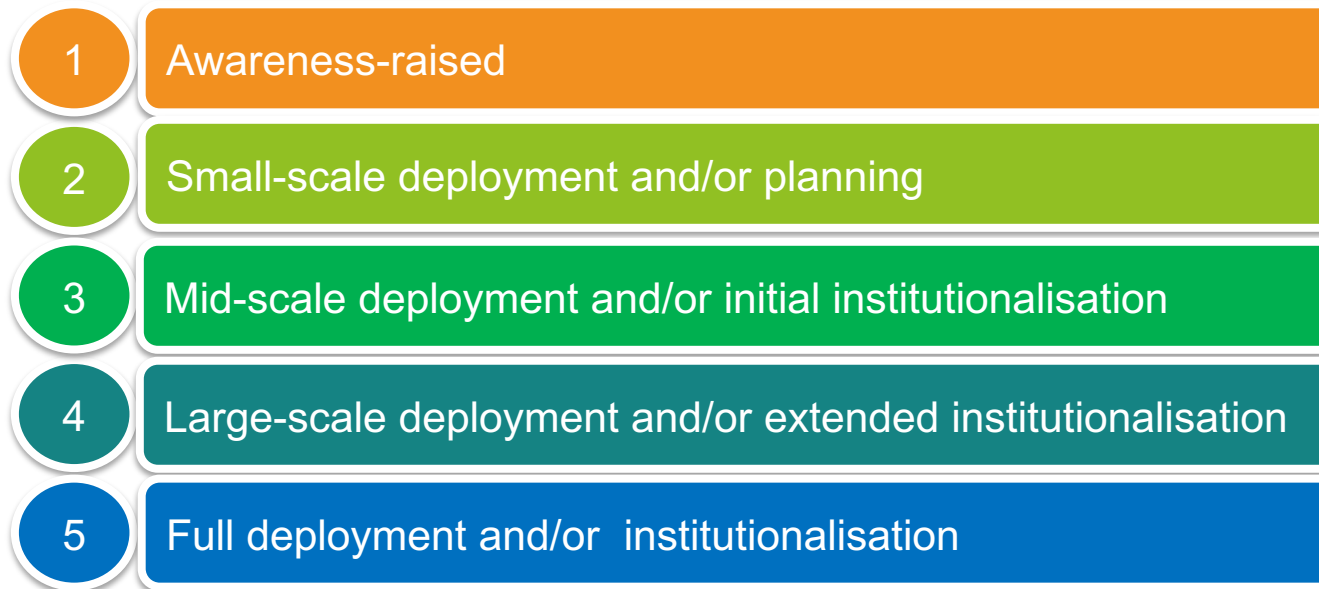 1 Awareness-raised
2 Small-scale deployment and/or planning
3 Mid-scale deployment and/or initial institutionalisation
4 Large-scale deployment and/or extended institutionalisation
5 Full deployment and/or  institutionalisation